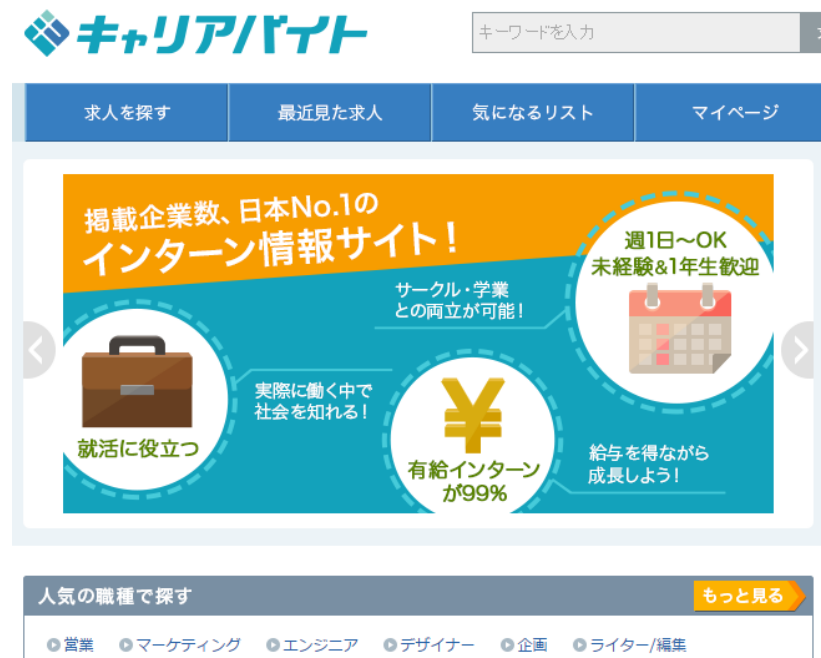 キャリアバイト
キーワードを入力
求人を探す
最近見た求人
気になるリスト
マイページ
掲載企業数、日本No.1の
インターン情報サイト！
週1日～OK
未経験&1年生歓迎
サークル・学業
との両立が可能！
実際に働く中で
社会を知れる！
就活に役立つ
有給インターン
が99%
給与を得ながら
成長しよう！
人気の職種で探す
もっと見る
営業 マーケティング エンジニア デザイナー 企画 ライター/編集